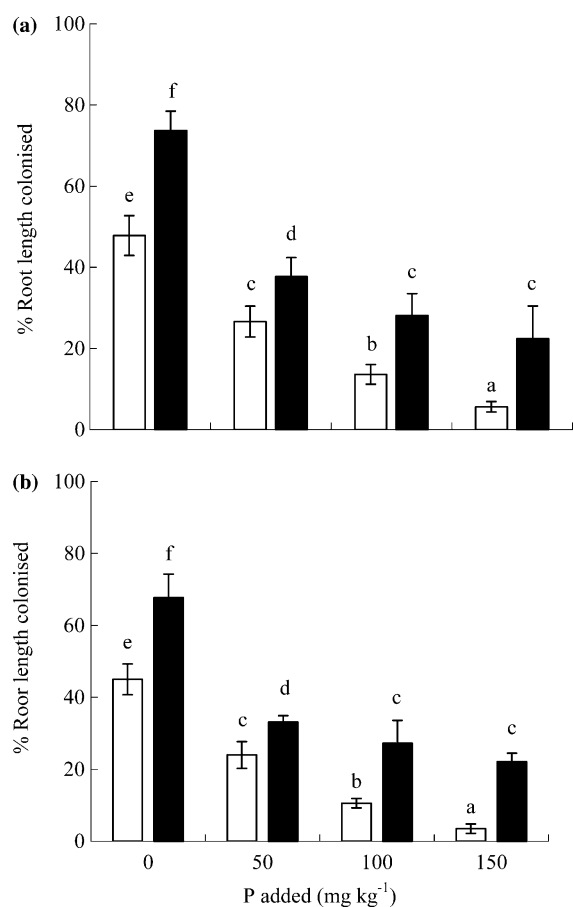 (a)
100
80
60
40
20
0
% Root length colonised
e
f
c
d
b
c
a
c
(b)
100
80
60
40
20
0
% Roor length colonised
e
f
c
d
b
c
a
c
0 50 100 150
P added (mg kg⁻¹)